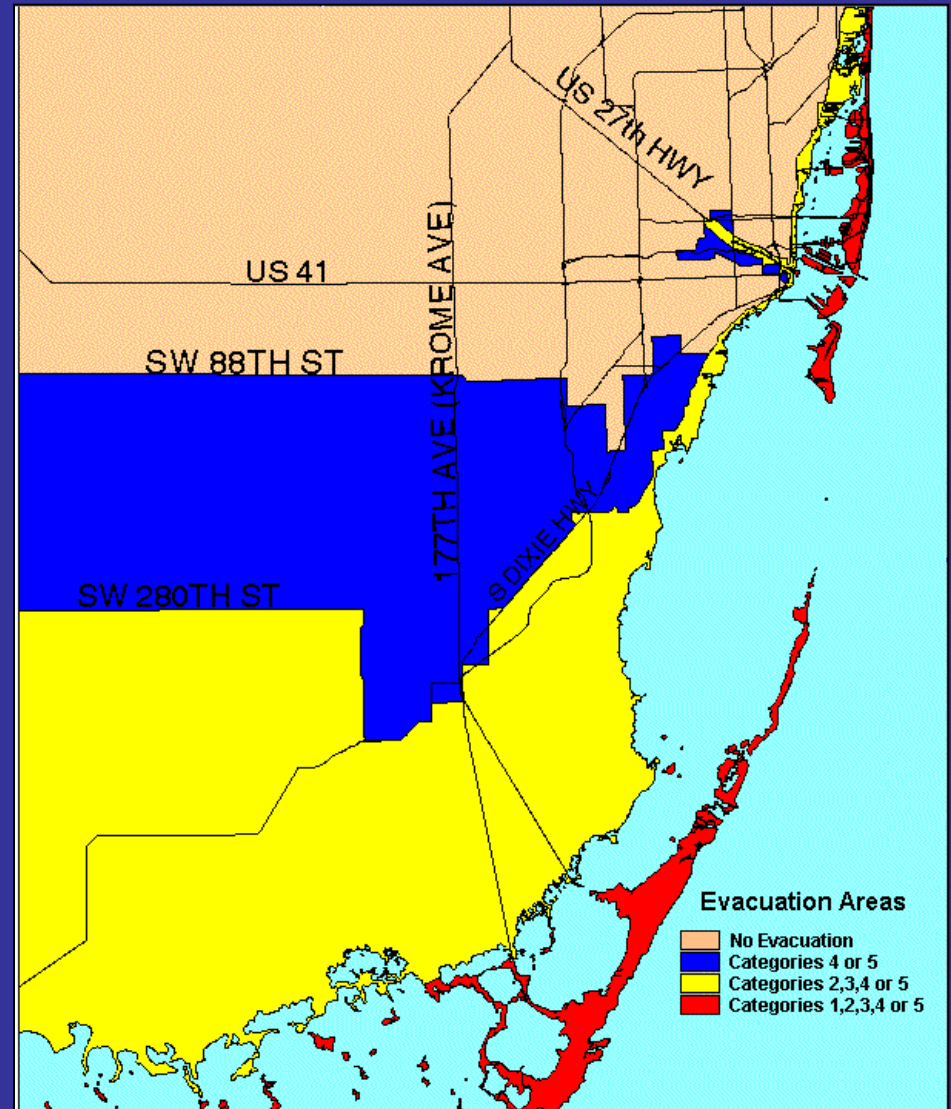 US 27th HWY
177TH AVE (KROME AVE)
US 41
SW 88TH ST
S DIXIE HWY
SW 280TH ST
Evacuation Areas
No Evacuation
Categories 4 or 5
Categories 2,3,4 or 5
Categories 1,2,3,4 or 5